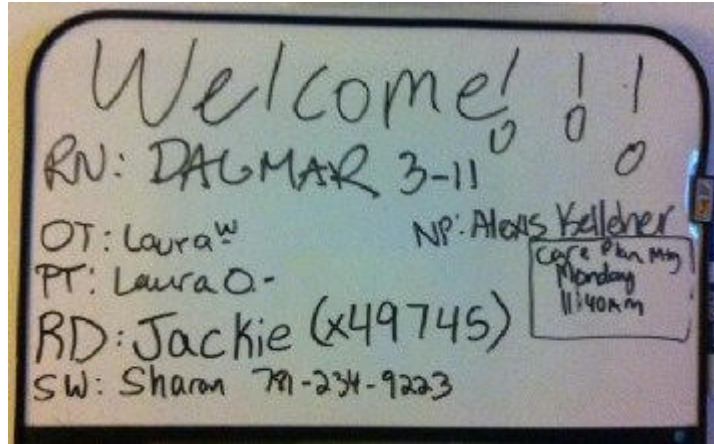 Welcome!!!
RN: DAGMAR 3-11
OT: Laura W
NP: Alexis Kelleher
PT: Laura O.-
Care Plan Mtg
Monday
11:40AM
RD: Jackie (x49745)
SW: Sharon 781-234-9223